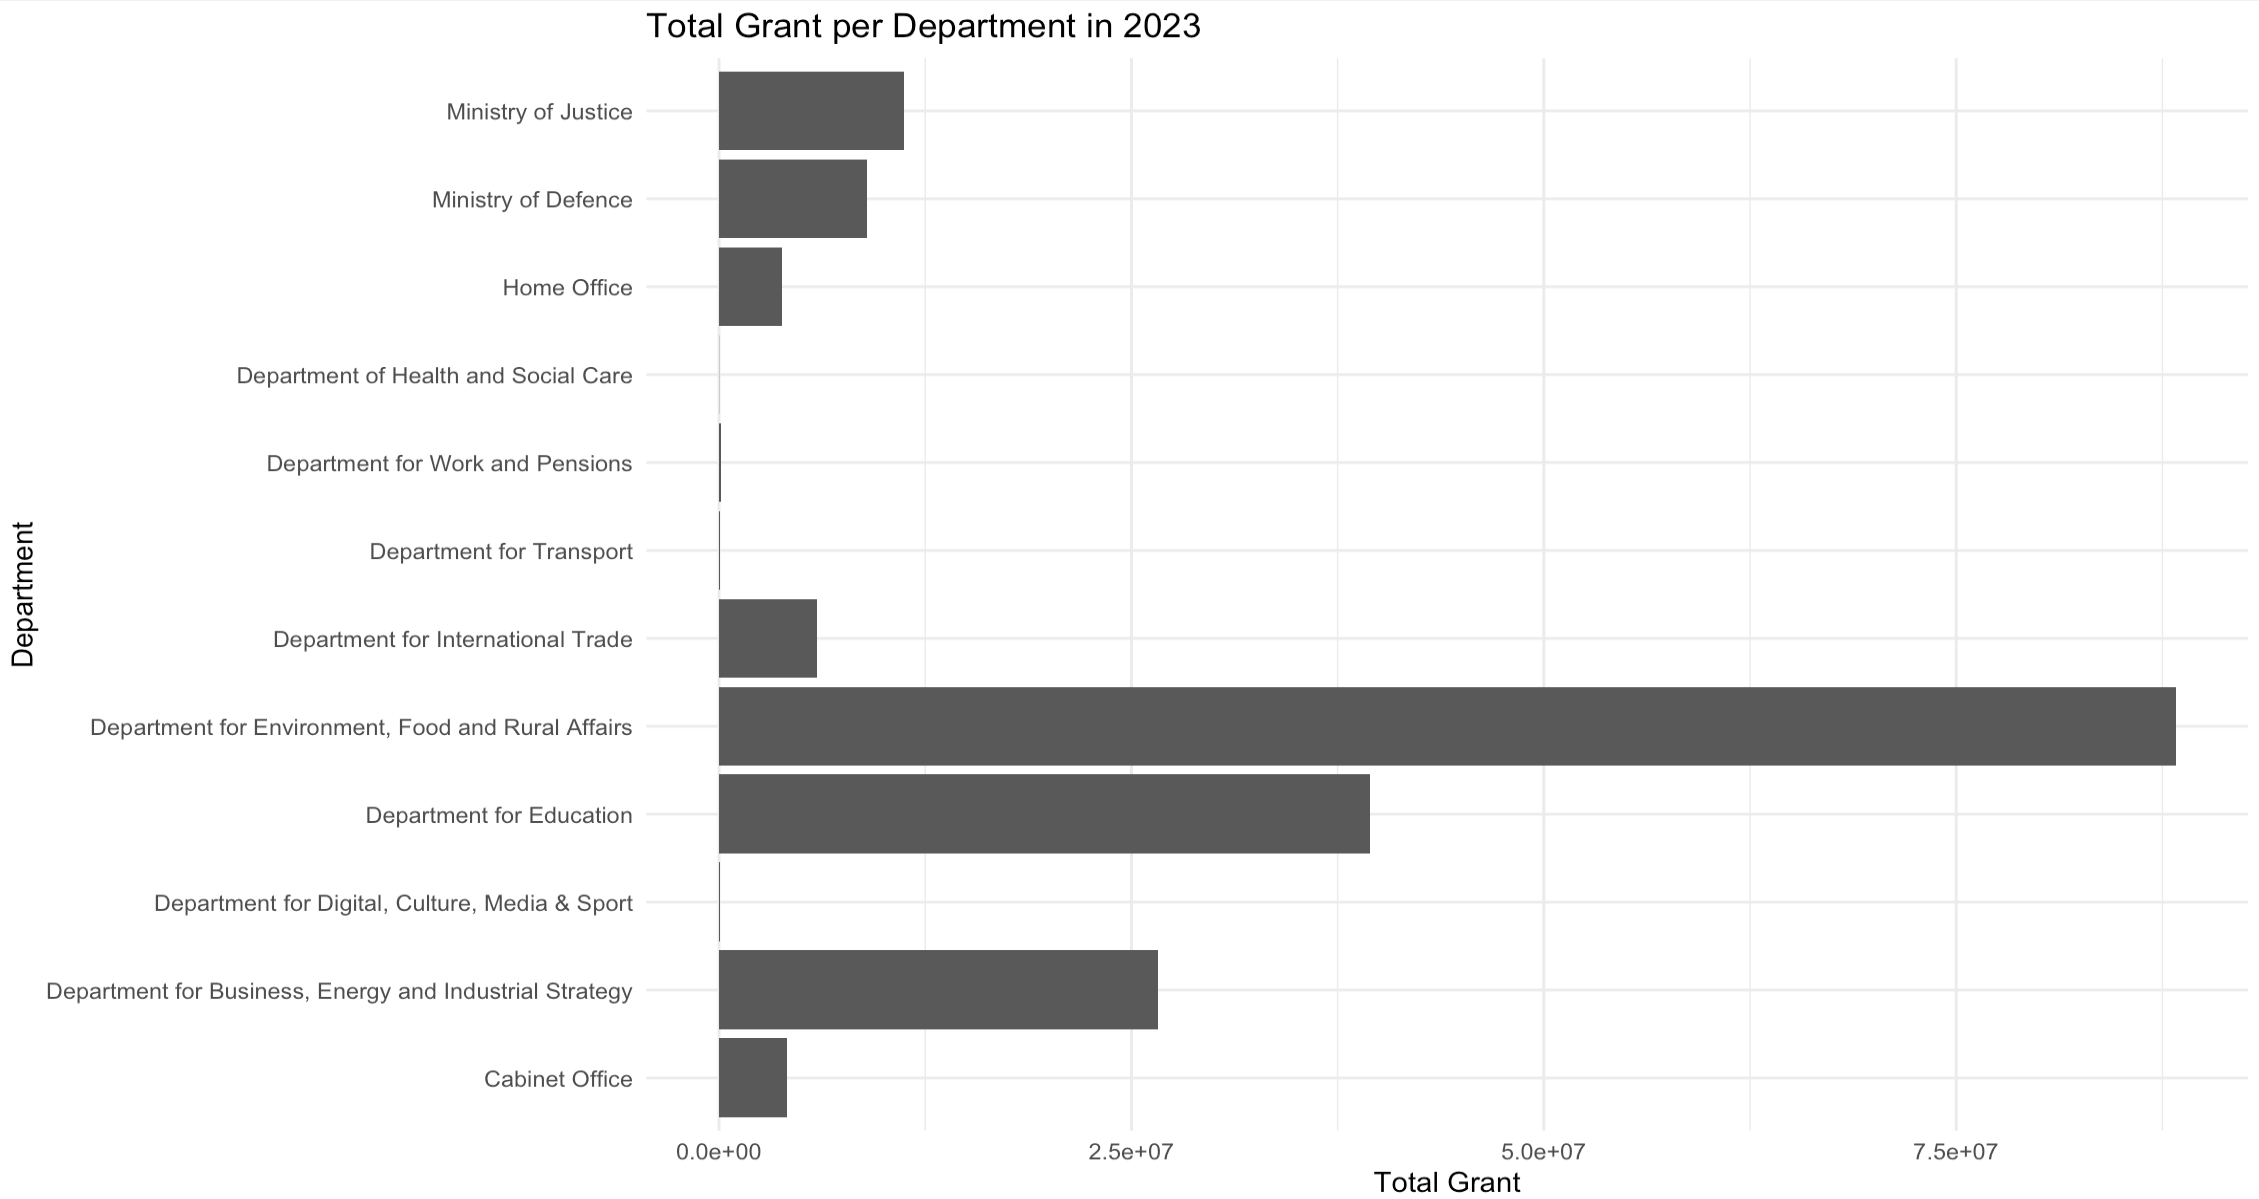 Total Grant per Department in 2023
Ministry of Justice
Ministry of Defence
Home Office
Department of Health and Social Care
Department for Work and Pensions
Department for Transport
Department for International Trade
Department for Environment, Food and Rural Affairs
Department for Education
Department for Digital, Culture, Media & Sport
Department for Business, Energy and Industrial Strategy
Cabinet Office
Department
0.0e+00 2.5e+07 5.0e+07 7.5e+07
Total Grant